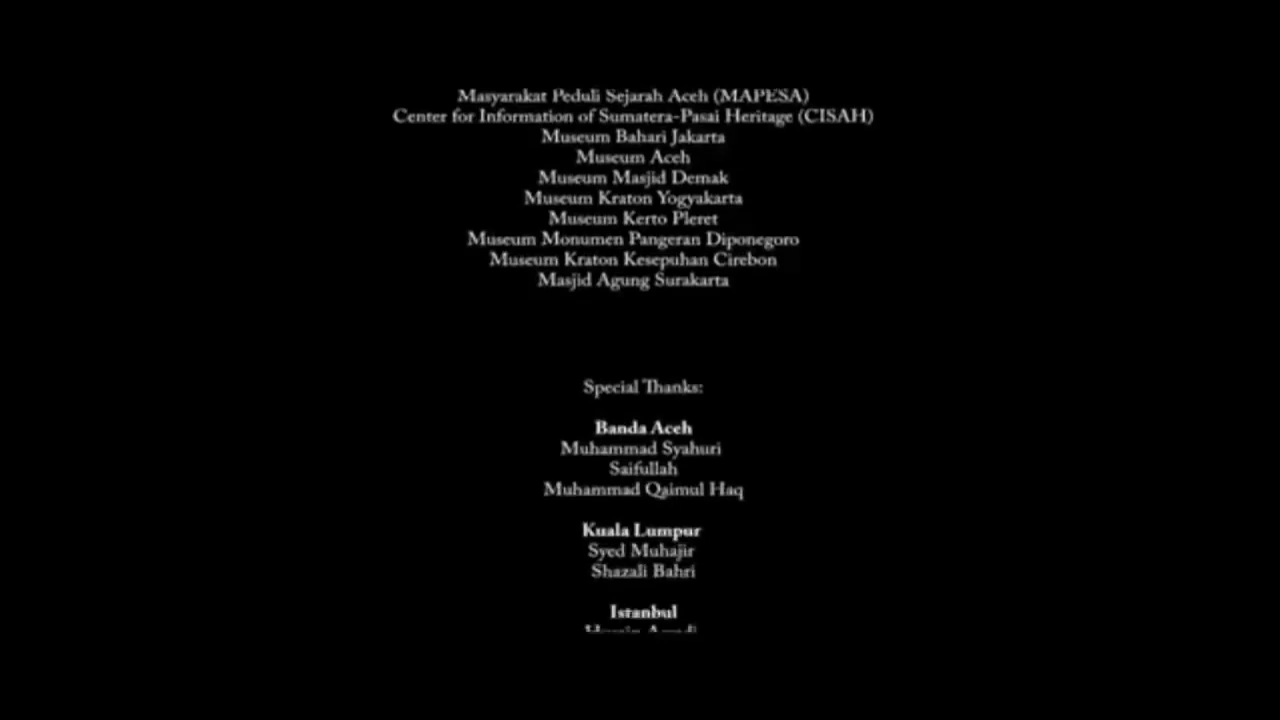 Masyarakat Peduli Sejarah Aceh (MAPESA)
Center for Information of Sumatera-Pasai Heritage (CISAH)
Museum Bahari Jakarta
Museum Aceh
Museum Masjid Demak
Museum Kraton Yogyakarta
Museum Kerto Pleret
Museum Monumen Pangeran Diponegoro
Museum Kraton Kesepuhan Cirebon
Masjid Agung Surakarta
Special Thanks:
Banda Aceh
Muhammad Syahuri
Saifullah
Muhammad Qaimul Haq
Kuala Lumpur
Syed Muhajir
Shazali Bahri
Istanbul